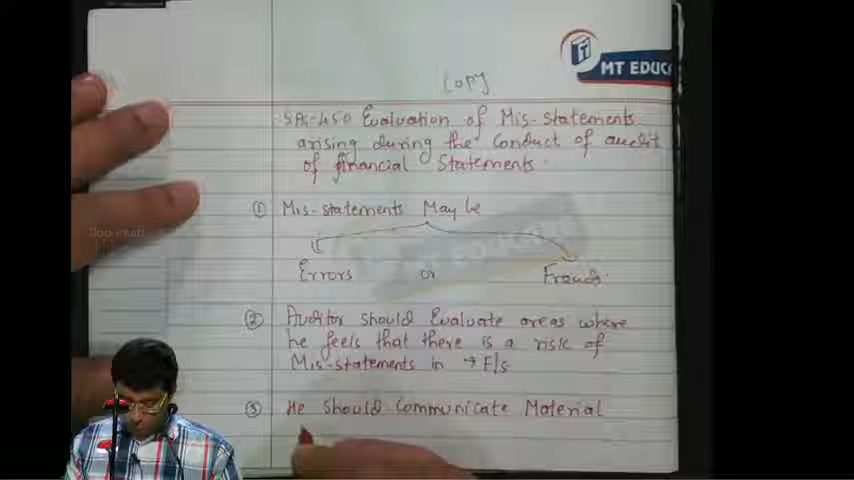 MT EDUC
Copy
SA-450 Evaluation of Mis-statements
arising during the Conduct of audit
of financial Statements.
① Mis-statements May be
Errors or Frauds.
② Auditor should Evaluate areas where
he feels that there is a risk of
Mis-statements in → F/s
③ He should Communicate Material